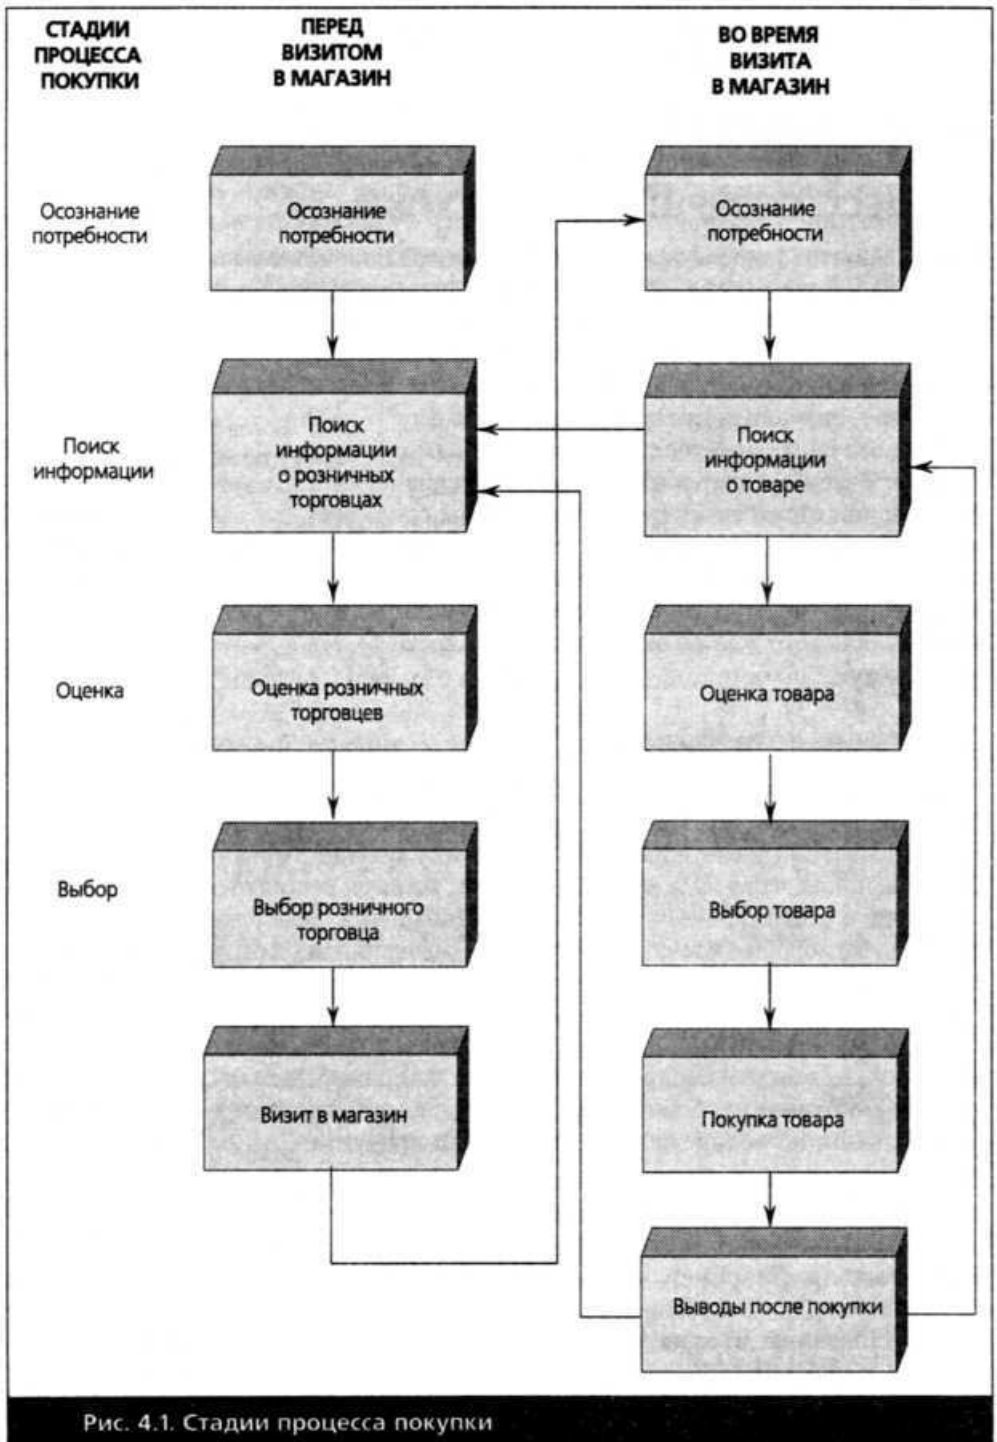 СТАДИИ
ПРОЦЕССА
ПОКУПКИ
ПЕРЕД
ВИЗИТОМ
В МАГАЗИН
ВО ВРЕМЯ
ВИЗИТА
В МАГАЗИН
Осознание
потребности
Осознание
потребности
Осознание
потребности
Поиск
информации
Поиск
информации
о розничных
торговцах
Поиск
информации
о товаре
Оценка
Оценка розничных
торговцев
Оценка товара
Выбор
Выбор розничного
торговца
Выбор товара
Визит в магазин
Покупка товара
Выводы после покупки
Рис. 4.1. Стадии процесса покупки